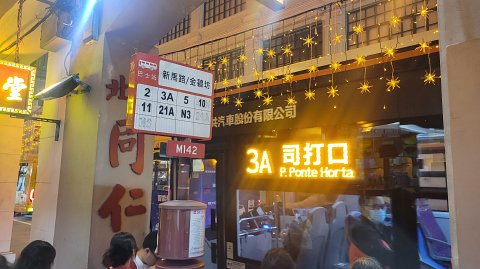 堂
巴士站
新馬路/金碧坊
2 3A 5 10
11 21A N3
M172
北
同
仁
汽車股份有限公司
3A 司打口
P. Ponte Horta